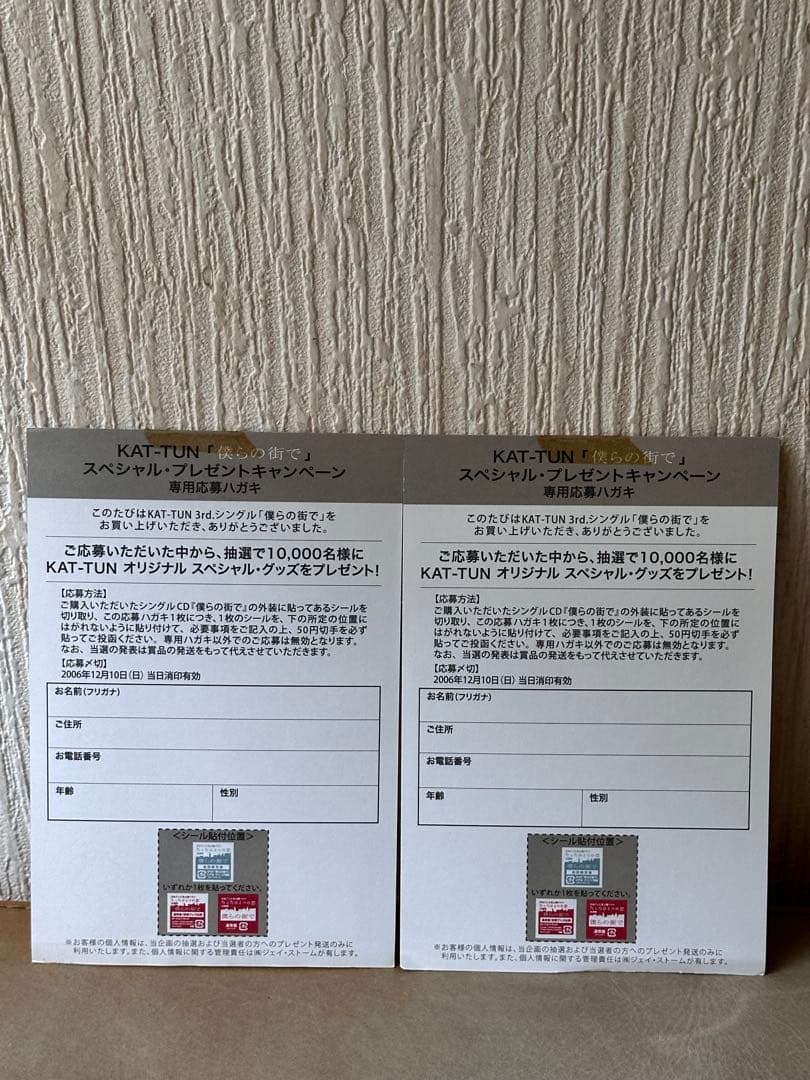 KAT-TUN「僕らの街で」
スペシャル・プレゼントキャンペーン
専用応募ハガキ
このたびはKAT-TUN 3rd.シングル「僕らの街で」を
お買い上げいただき、ありがとうございました。
ご応募いただいた中から、抽選で10,000名様に
KAT-TUN オリジナル スペシャル・グッズをプレゼント!
【応募方法】
ご購入いただいたシングルCD『僕らの街で』の外装に貼ってあるシールを
切り取り、この応募ハガキ1枚につき、1枚のシールを、下の所定の位置に
はがれないように貼り付けて、必要事項をご記入の上、50円切手を必ず
貼ってご投函ください。専用ハガキ以外でのご応募は無効となります。
なお、当選の発表は賞品の発送をもって代えさせていただきます。
【応募〆切】
2006年12月10日(日) 当日消印有効
お名前(フリガナ)
ご住所
お電話番号
年齢
性別
<シール貼付位置>
僕らの街で
いずれか1枚を貼ってください。
僕らの街で
僕らの街で
※お客様の個人情報は、当企画の抽選および当選者の方へのプレゼント発送のみに
利用いたします。また、個人情報に関する管理責任は㈱ジェイ・ストームが有します。
KAT-TUN「僕らの街で」
スペシャル・プレゼントキャンペーン
専用応募ハガキ
このたびはKAT-TUN 3rd.シングル「僕らの街で」を
お買い上げいただき、ありがとうございました。
ご応募いただいた中から、抽選で10,000名様に
KAT-TUN オリジナル スペシャル・グッズをプレゼント!
【応募方法】
ご購入いただいたシングルCD『僕らの街で』の外装に貼ってあるシールを
切り取り、この応募ハガキ1枚につき、1枚のシールを、下の所定の位置に
はがれないように貼り付けて、必要事項をご記入の上、50円切手を必ず
貼ってご投函ください。専用ハガキ以外でのご応募は無効となります。
なお、当選の発表は賞品の発送をもって代えさせていただきます。
【応募〆切】
2006年12月10日(日) 当日消印有効
お名前(フリガナ)
ご住所
お電話番号
年齢
性別
<シール貼付位置>
僕らの街で
いずれか1枚を貼ってください。
僕らの街で
僕らの街で
※お客様の個人情報は、当企画の抽選および当選者の方へのプレゼント発送のみに
利用いたします。また、個人情報に関する管理責任は㈱ジェイ・ストームが有します。